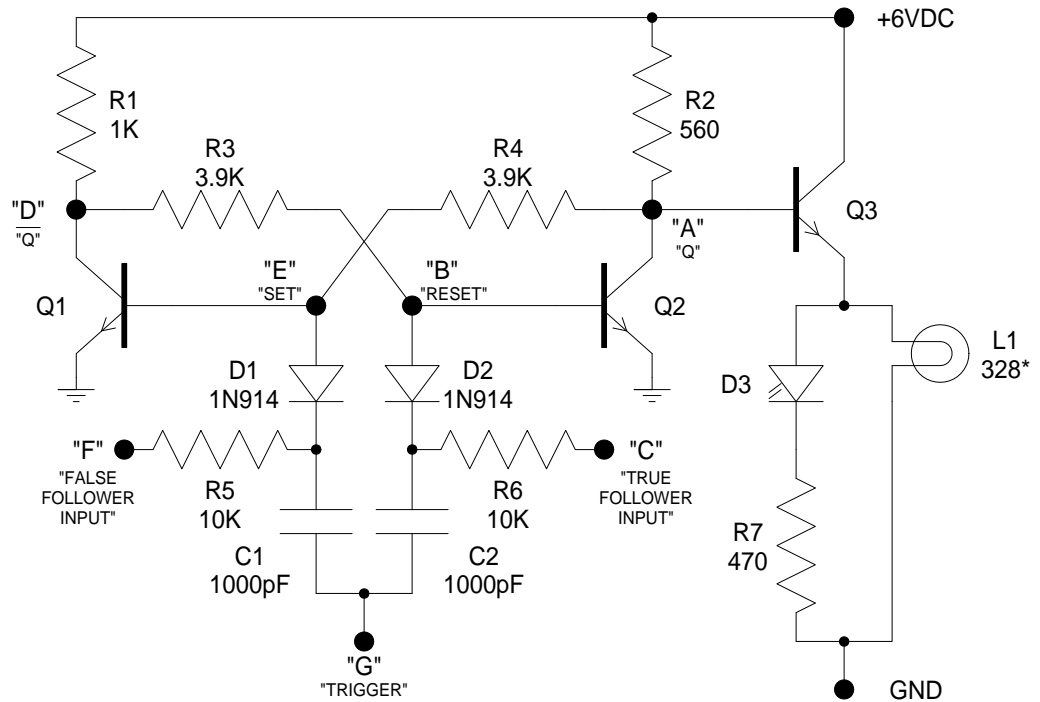 +6VDC
R1
1K
R2
560
R3
3.9K
R4
3.9K
"D"
"Q"
"A"
"Q"
Q3
"E"
"SET"
"B"
"RESET"
Q1
Q2
L1
328*
D1
1N914
D2
1N914
D3
"F"
"FALSE
FOLLOWER
INPUT"
"C"
"TRUE
FOLLOWER
INPUT"
R5
10K
R6
10K
R7
470
C1
1000pF
C2
1000pF
"G"
"TRIGGER"
GND